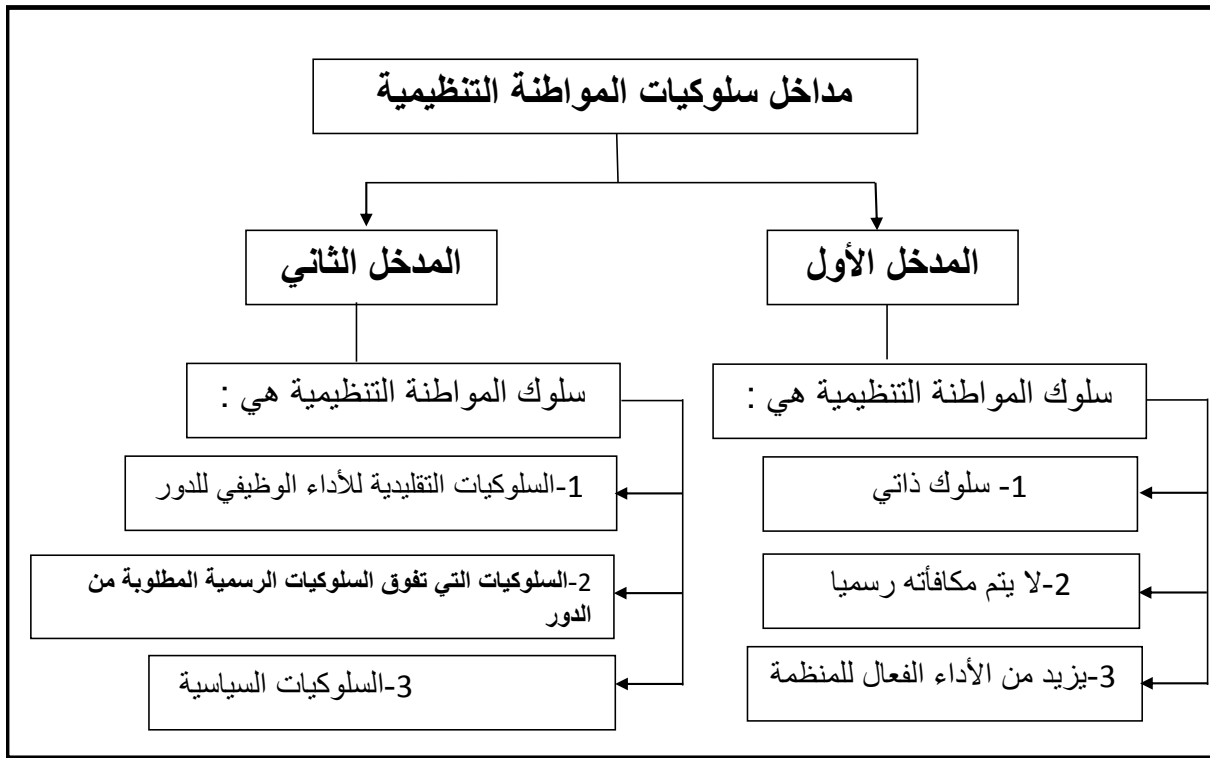 مداخل سلوكيات المواطنة التنظيمية
المدخل الأول
المدخل الثاني
سلوك المواطنة التنظيمية هي :
1- سلوك ذاتي
2-لا يتم مكافأته رسميا
3-يزيد من الأداء الفعال للمنظمة
سلوك المواطنة التنظيمية هي :
1-السلوكيات التقليدية للأداء الوظيفي للدور
2-السلوكيات التي تفوق السلوكيات الرسمية المطلوبة من
الدور
3-السلوكيات السياسية